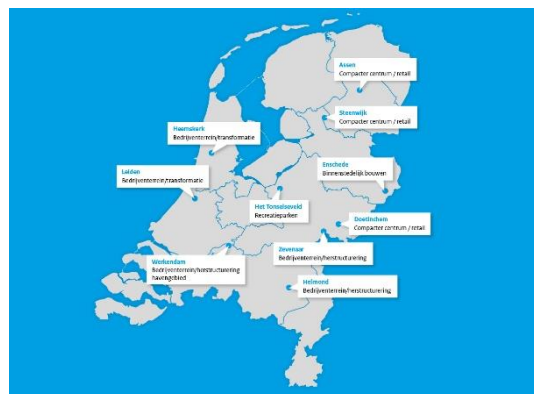 Assen
Compacter centrum / retail
Steenwijk
Compacter centrum / retail
Heemskerk
Bedrijventerrein/transformatie
Enschede
Binnenstedelijk bouwen
Leiden
Bedrijventerrein/transformatie
Het Tonselseveld
Recreatieparken
Doetinchem
Compacter centrum / retail
Zevenaar
Bedrijventerrein/herstructurering
Werkendam
Bedrijventerrein/herstructurering
havengebied
Helmond
Bedrijventerrein/herstructurering